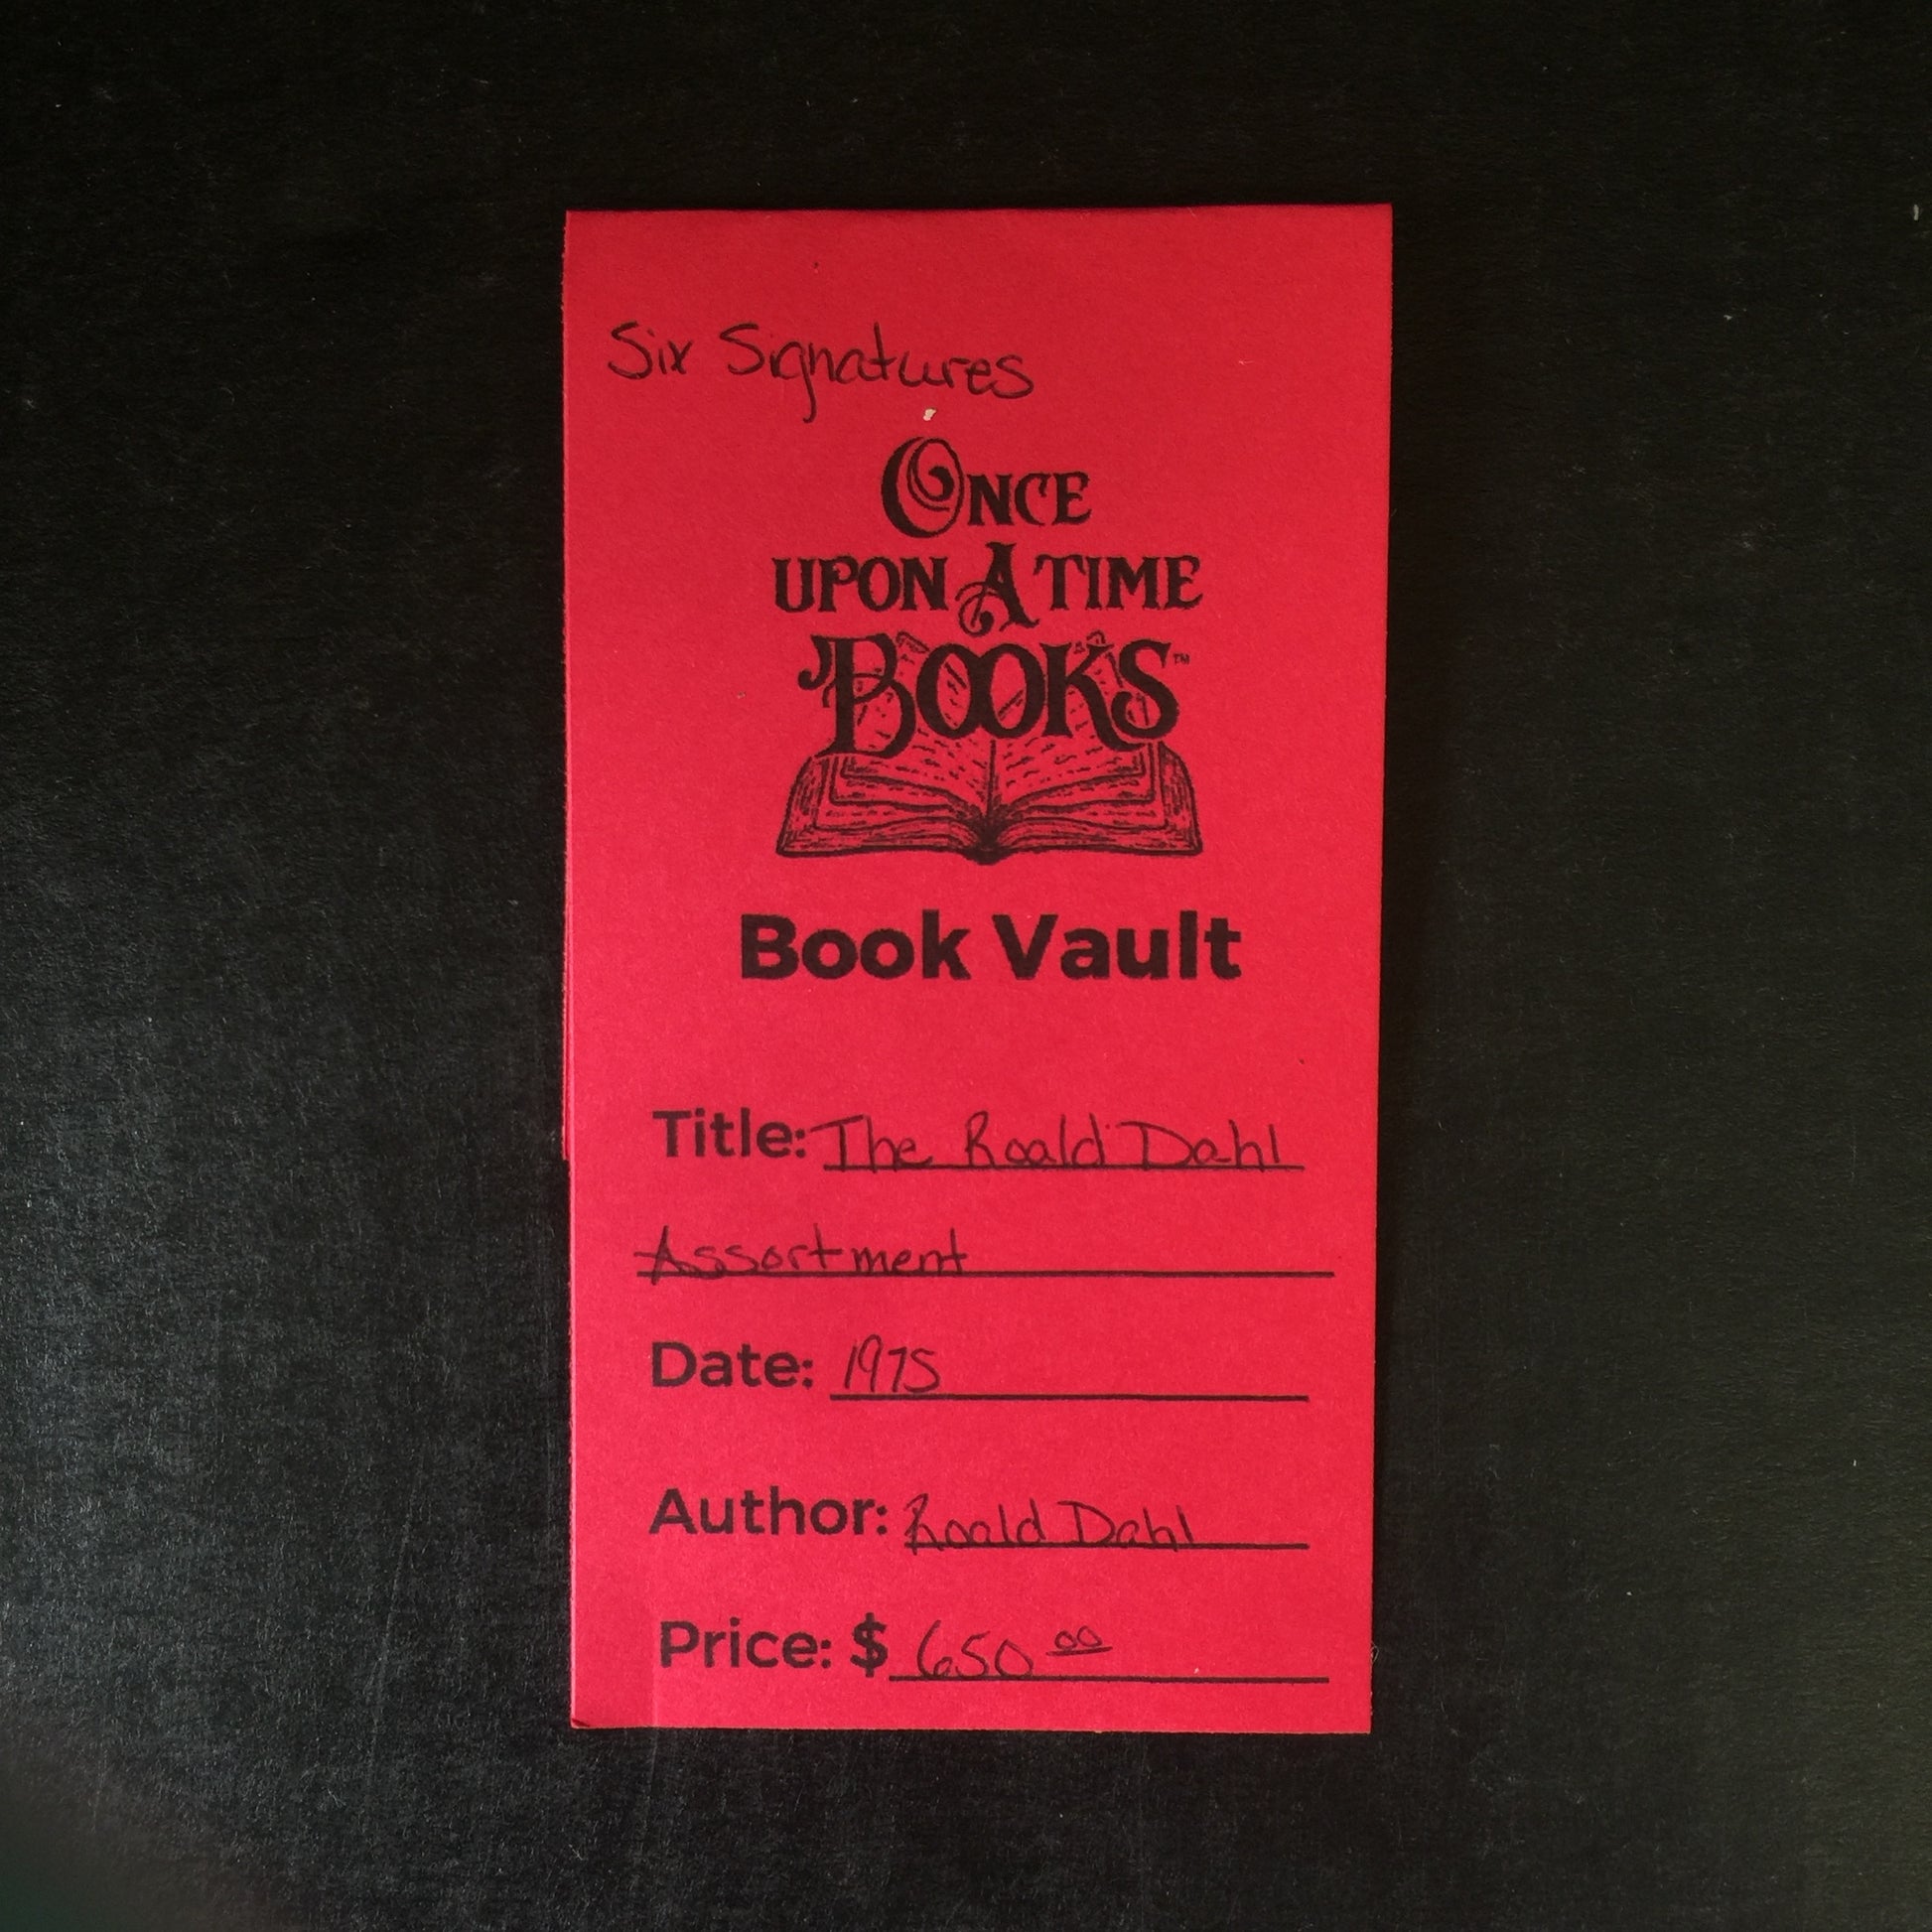 Six Signatures
ONCE
UPON A TIME
BOOKS™
Book Vault
Title: The Roald Dahl
Assortment
Date: 1975
Author: Roald Dahl
Price: $ 650 00